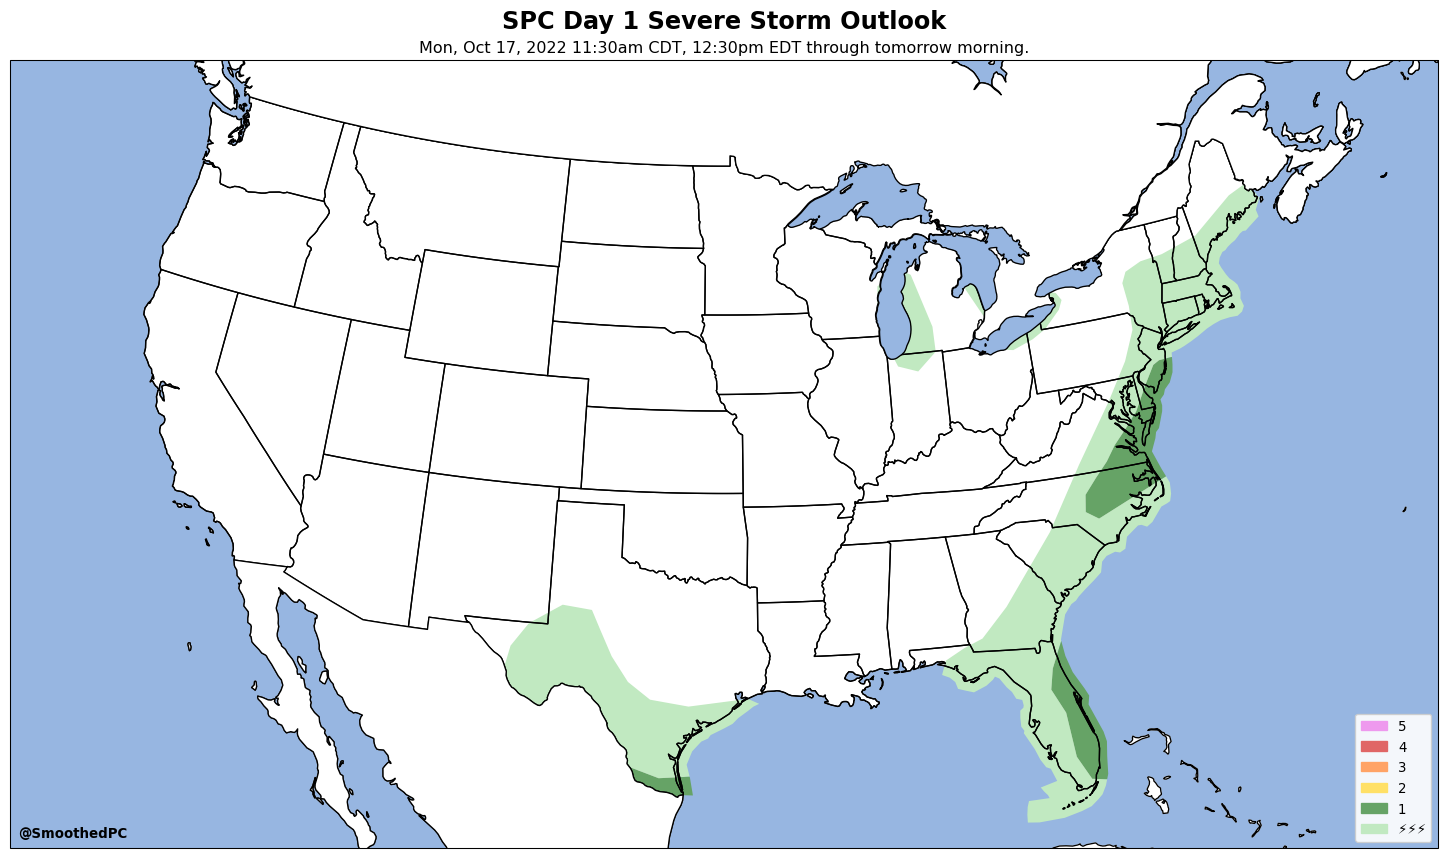 SPC Day 1 Severe Storm Outlook
Mon, Oct 17, 2022 11:30am CDT, 12:30pm EDT through tomorrow morning.
5
4
3
2
1
⚡⚡⚡
@SmoothedPC